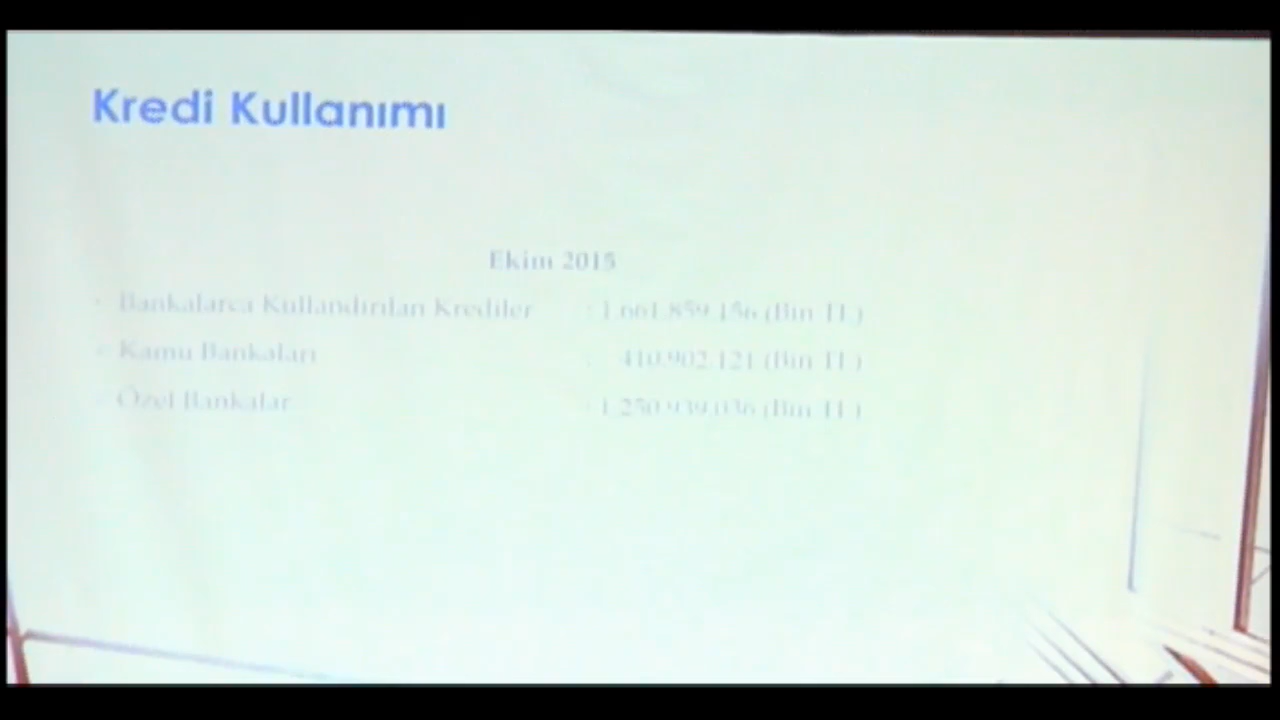 Kredi Kullanımı
Ekim 2015
- Bankalarca Kullandırılan Krediler : 1.661.859.156 (Bin TL)
- Kamu Bankaları : 410.902.121 (Bin TL)
- Özel Bankalar : 1.250.939.036 (Bin TL)